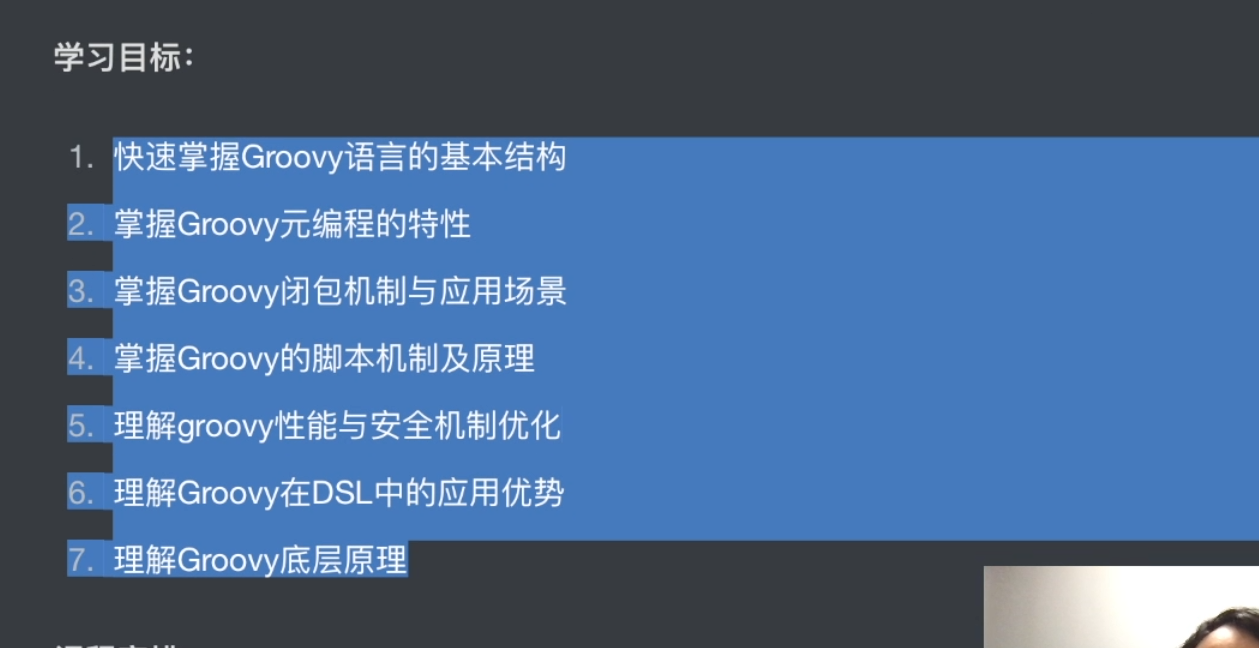 学习目标：
1. 快速掌握Groovy语言的基本结构
2. 掌握Groovy元编程的特性
3. 掌握Groovy闭包机制与应用场景
4. 掌握Groovy的脚本机制及原理
5. 理解groovy性能与安全机制优化
6. 理解Groovy在DSL中的应用优势
7. 理解Groovy底层原理